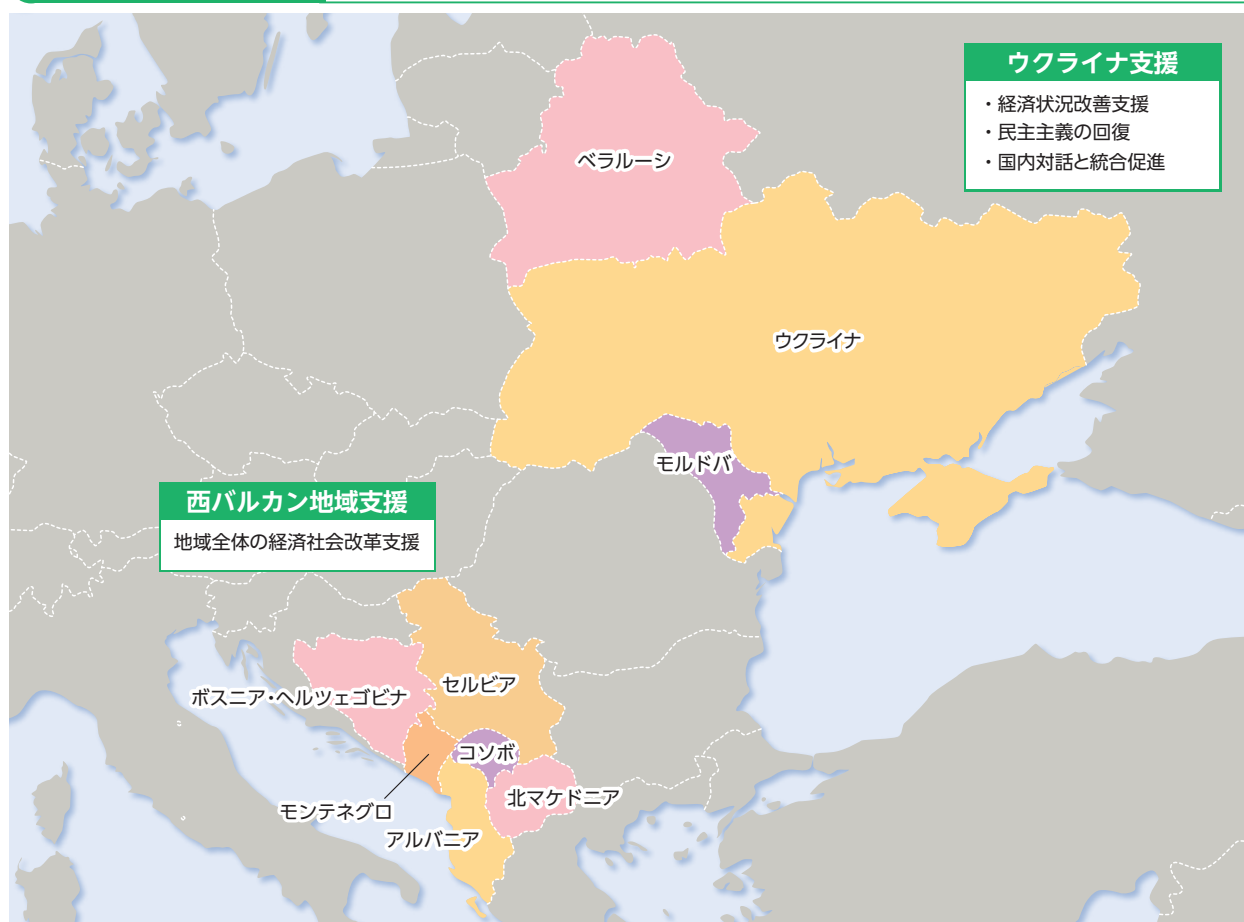 ウクライナ支援
・経済状況改善支援
・民主主義の回復
・国内対話と統合促進
ベラルーシ
ウクライナ
モルドバ
西バルカン地域支援
地域全体の経済社会改革支援
セルビア
ボスニア・ヘルツェゴビナ
コソボ
北マケドニア
モンテネグロ
アルバニア